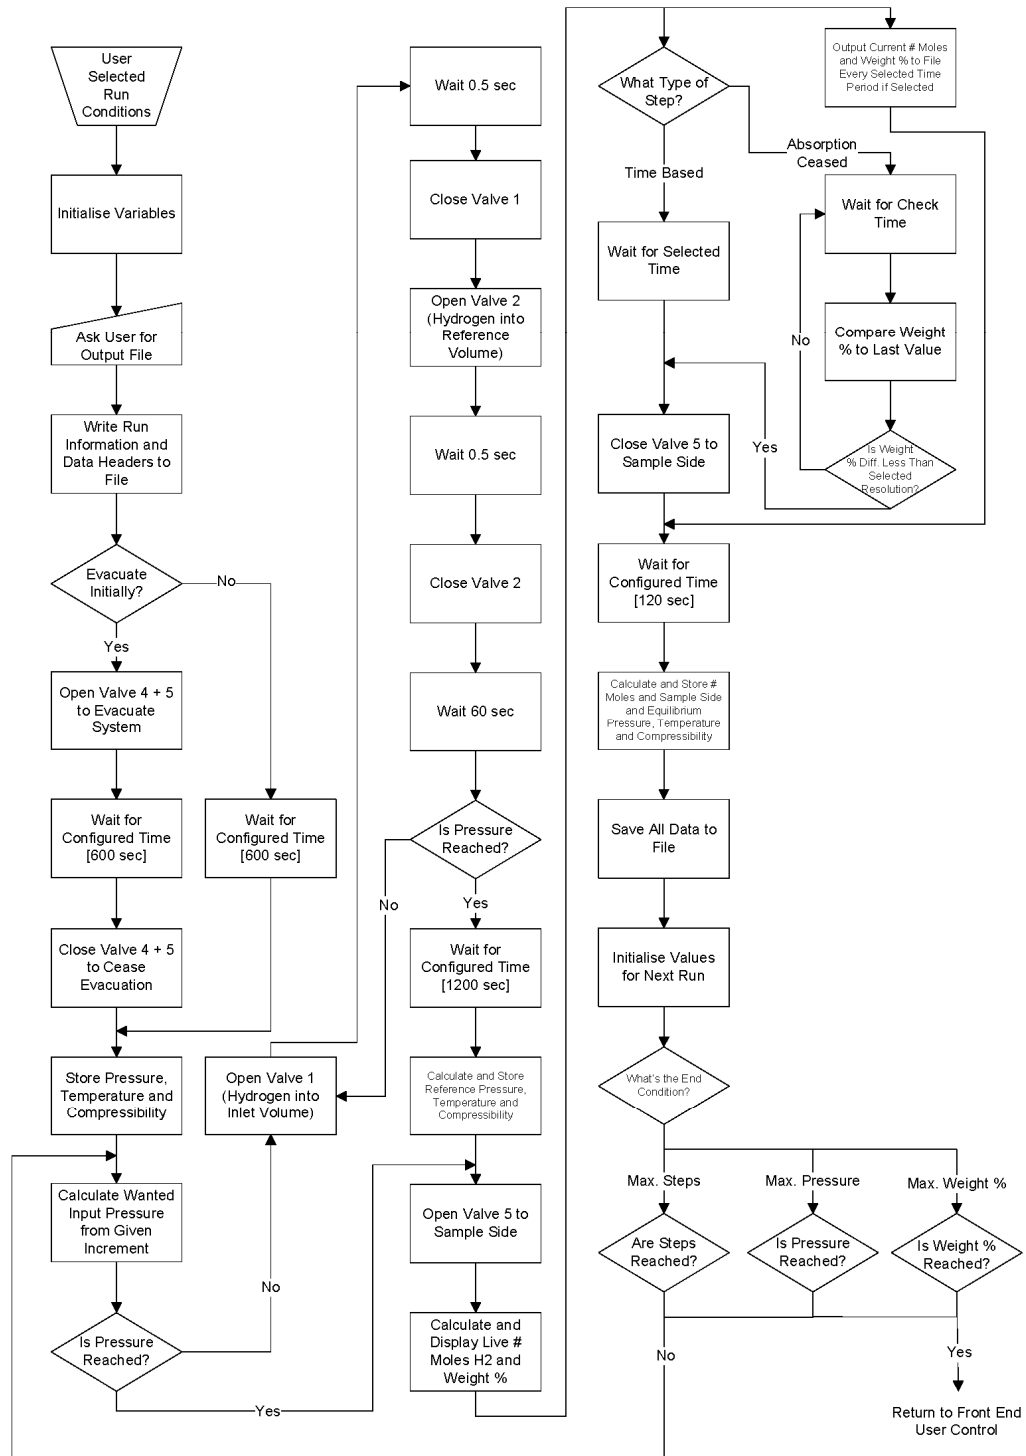 User
Selected
Run
Conditions
Initialise Variables
Ask User for
Output File
Write Run
Information and
Data Headers to
File
Evacuate
Initially?
No
Yes
Open Valve 4 + 5
to Evacuate
System
Wait for
Configured Time
[600 sec]
Wait for
Configured Time
[600 sec]
Close Valve 4 + 5
to Cease
Evacuation
Store Pressure,
Temperature and
Compressibility
Open Valve 1
(Hydrogen into
Inlet Volume)
Calculate Wanted
Input Pressure
from Given
Increment
No
Is Pressure
Reached?
Yes
Wait 0.5 sec
Close Valve 1
Open Valve 2
(Hydrogen into
Reference
Volume)
Wait 0.5 sec
Close Valve 2
Wait 60 sec
Is Pressure
Reached?
No
Yes
Wait for
Configured Time
[1200 sec]
Calculate and Store
Reference Pressure,
Temperature and
Compressibility
Open Valve 5 to
Sample Side
Calculate and
Display Live #
Moles H2 and
Weight %
What Type of
Step?
Output Current # Moles
and Weight % to File
Every Selected Time
Period if Selected
Absorption
Ceased
Time Based
Wait for Check
Time
Wait for Selected
Time
Compare Weight
% to Last Value
No
Is Weight
% Diff. Less Than
Selected
Resolution?
Yes
Close Valve 5 to
Sample Side
Wait for
Configured Time
[120 sec]
Calculate and Store #
Moles and Sample Side
and Equilibrium
Pressure, Temperature
and Compressibility
Save All Data to
File
Initialise Values
for Next Run
What's the End
Condition?
Max. Steps
Max. Pressure
Max. Weight %
Are Steps
Reached?
Is Pressure
Reached?
Is Weight %
Reached?
No
Yes
Return to Front End
User Control